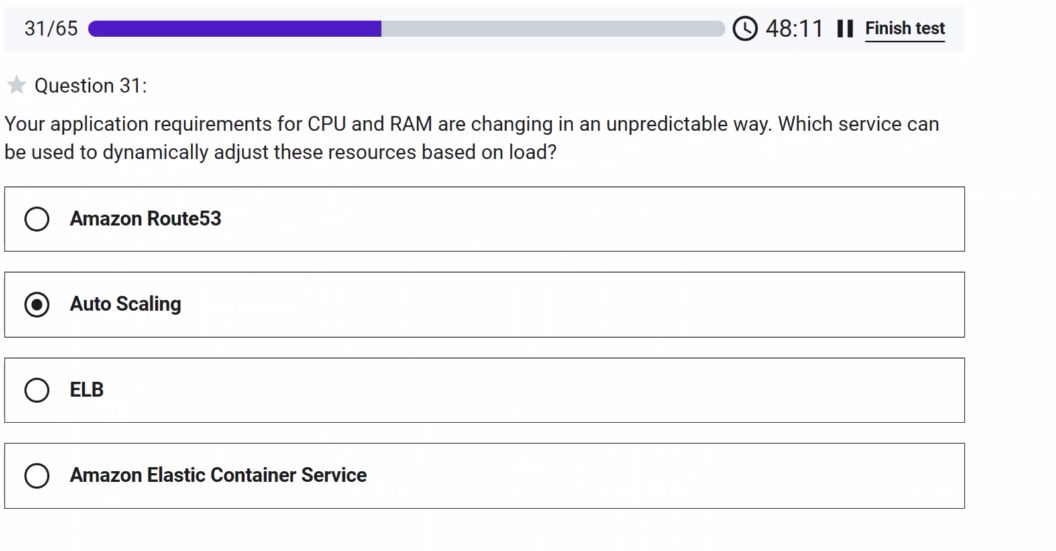 31/65 48:11 Finish test
Question 31:
Your application requirements for CPU and RAM are changing in an unpredictable way. Which service can
be used to dynamically adjust these resources based on load?
Amazon Route53
Auto Scaling
ELB
Amazon Elastic Container Service